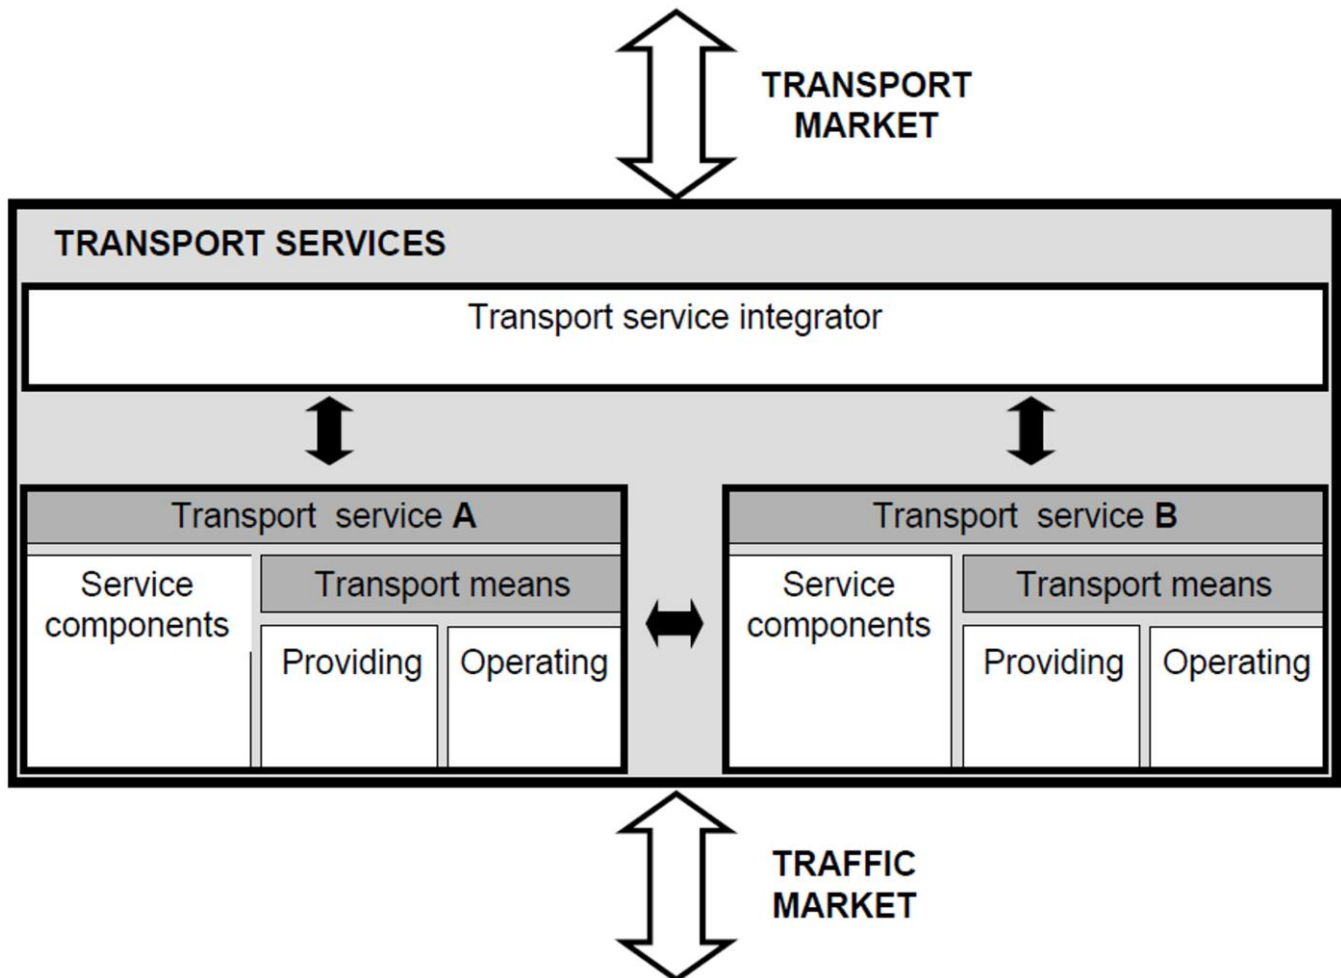 TRANSPORT
MARKET
TRANSPORT SERVICES
Transport service integrator
Transport service A
Service
components
Transport means
Providing
Operating
Transport service B
Service
components
Transport means
Providing
Operating
TRAFFIC
MARKET